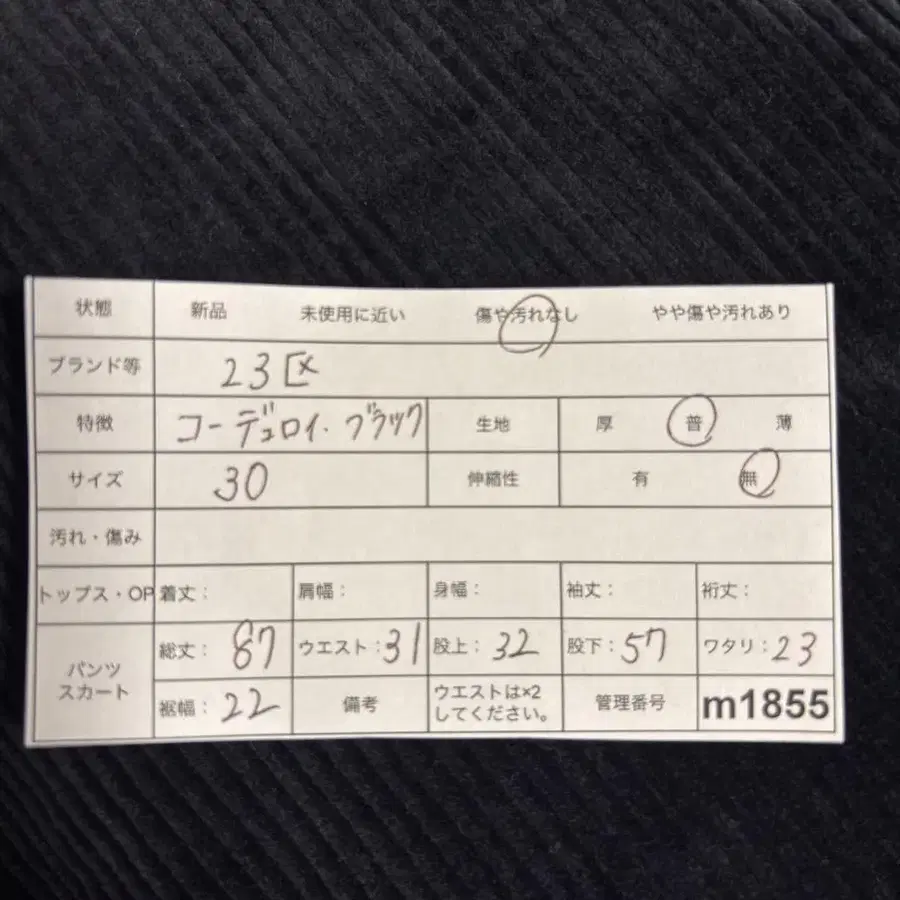 状態 新品 未使用に近い 傷や汚れなし やや傷や汚れあり
ブランド等 23区
特徴 コーデュロイ・ブラック 生地 厚 普 薄
サイズ 30 伸縮性 有 無
汚れ・傷み
トップス・OP 着丈: 肩幅: 身幅: 袖丈: 裄丈:
パンツ スカート 総丈: 87 ウエスト:31 股上: 32 股下: 57 ワタリ:23
裾幅: 22 備考 ウエストは×2 してください。 管理番号 m1855